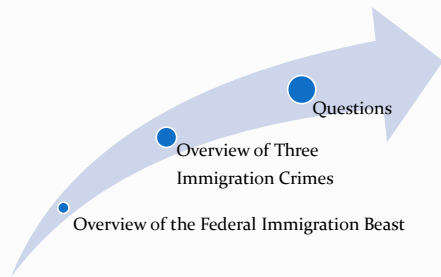 Questions
Overview of Three
Immigration Crimes
Overview of the Federal Immigration Beast